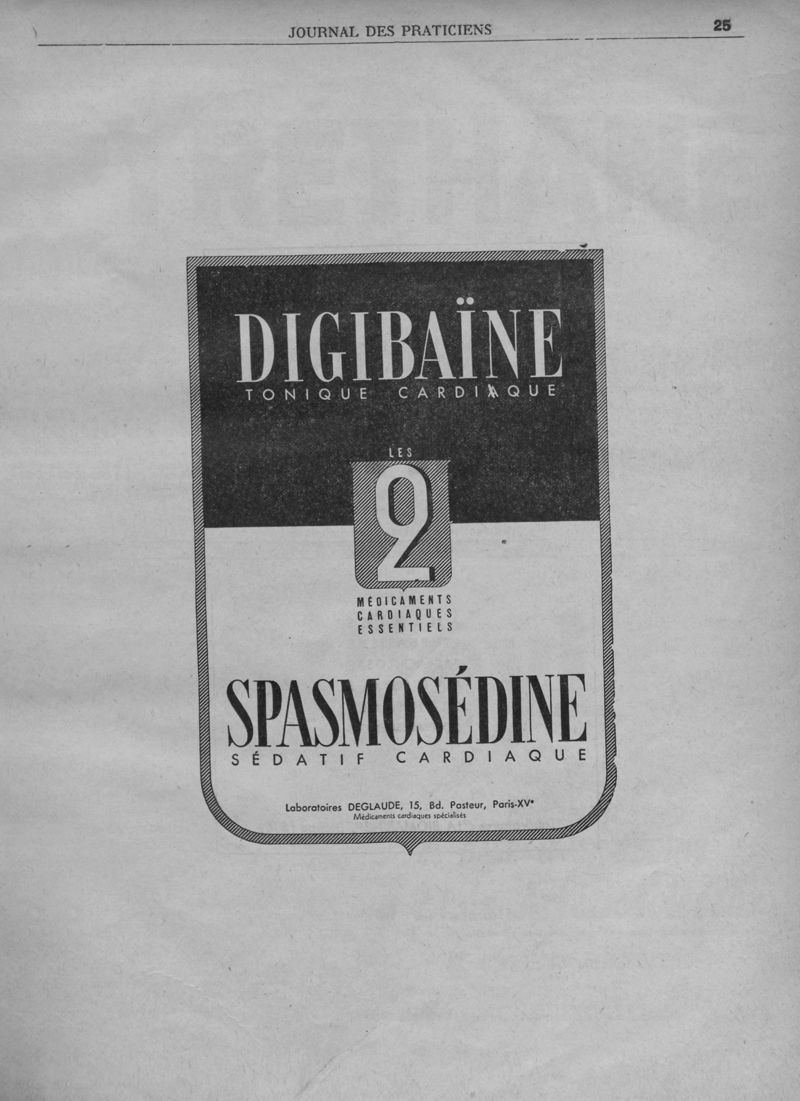 JOURNAL DES PRATICIENS
25
DIGIBAÏNE
TONIQUE CARDIAQUE
LES
2
MÉDICAMENTS
CARDIAQUES
ESSENTIELS
SPASMOSÉDINE
SÉDATIF CARDIAQUE
Laboratoires DEGLAUDE, 15, Bd. Pasteur, Paris-XVe
Médicaments cardiaques spécialisés